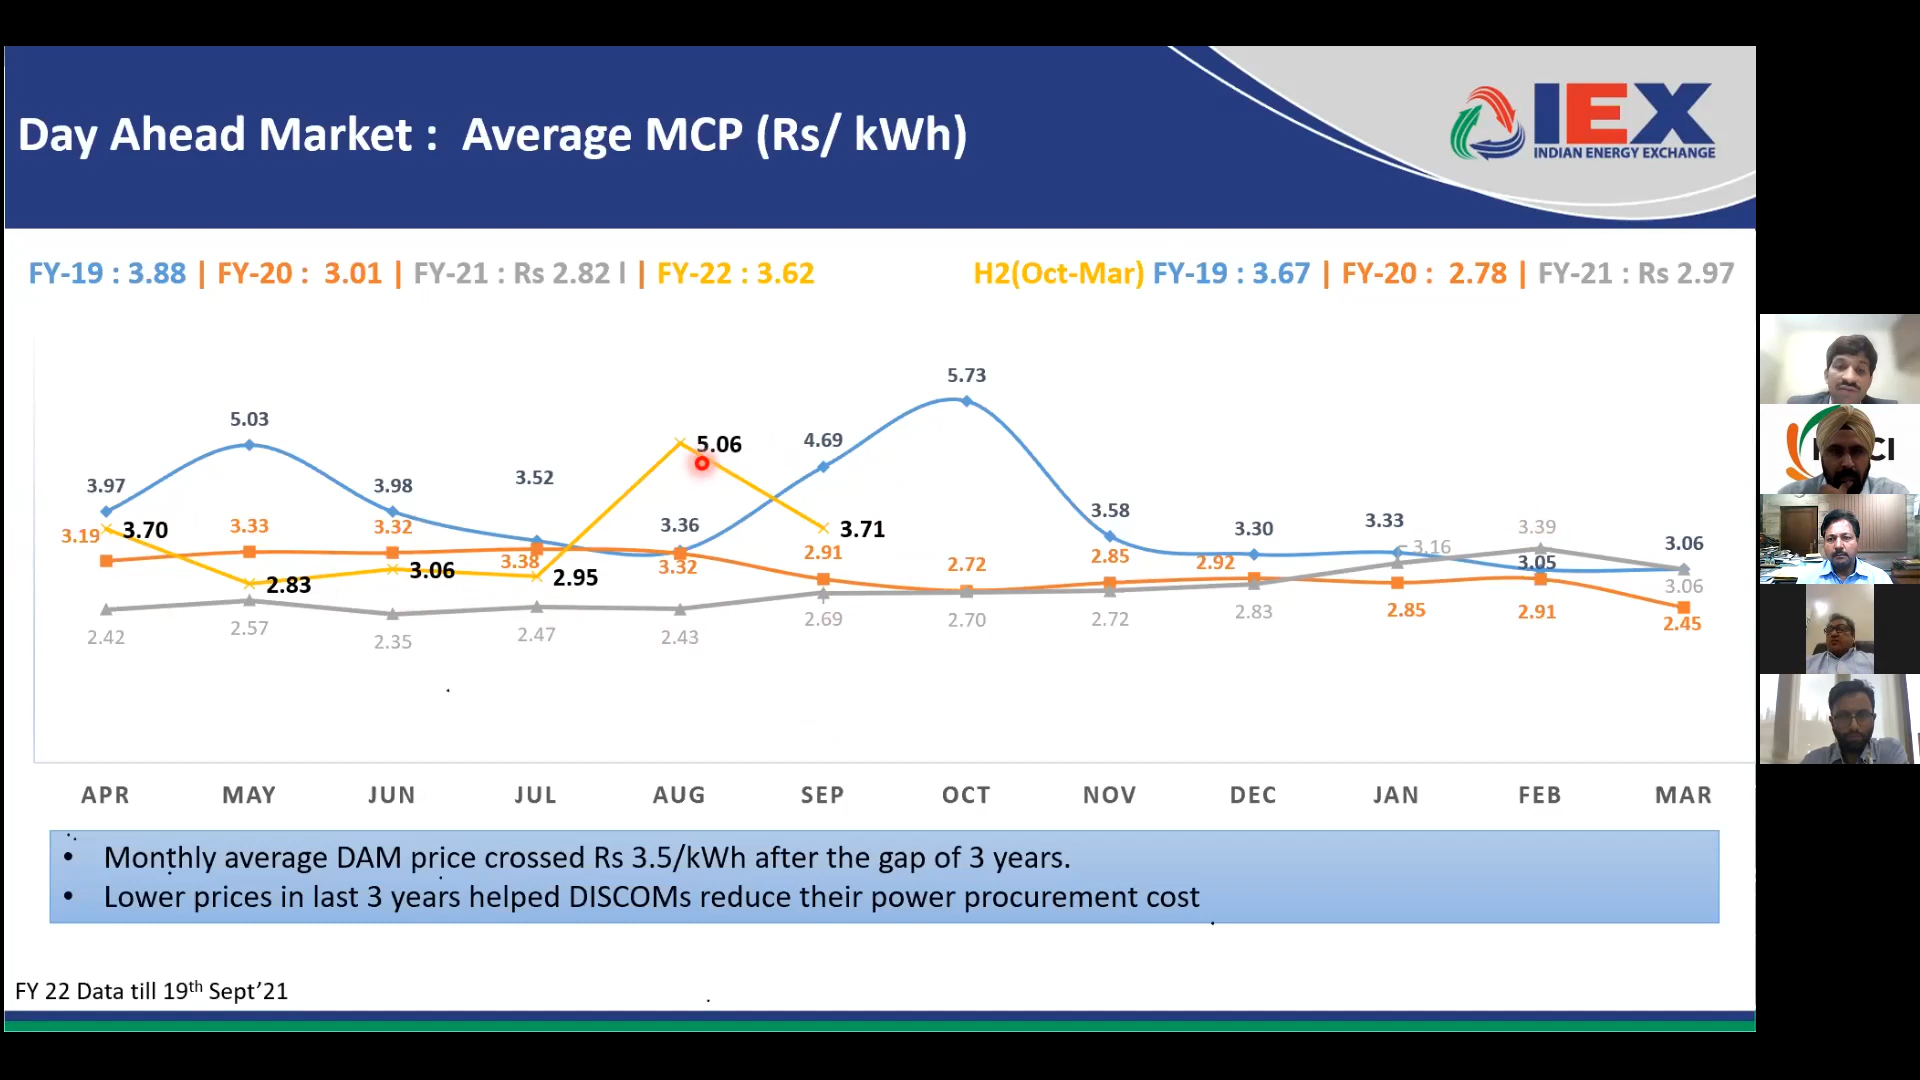 Day Ahead Market : Average MCP (Rs/ kWh)
IEX
INDIAN ENERGY EXCHANGE
FY-19 : 3.88 | FY-20 : 3.01 | FY-21 : Rs 2.82 l | FY-22 : 3.62
H2(Oct-Mar) FY-19 : 3.67 | FY-20 : 2.78 | FY-21 : Rs 2.97
3.97 5.03 3.98 3.52 3.36 4.69 5.73 3.58 3.30 3.33 3.05 3.06
3.70 2.83 3.06 2.95 5.06 3.71
3.19 3.33 3.32 3.38 3.32 2.91 2.72 2.85 2.92 2.85 2.91 2.45
2.42 2.57 2.35 2.47 2.43 2.69 2.70 2.72 2.83 3.16 3.39 3.06
APR MAY JUN JUL AUG SEP OCT NOV DEC JAN FEB MAR
• Monthly average DAM price crossed Rs 3.5/kWh after the gap of 3 years.
• Lower prices in last 3 years helped DISCOMs reduce their power procurement cost
FY 22 Data till 19th Sept’21